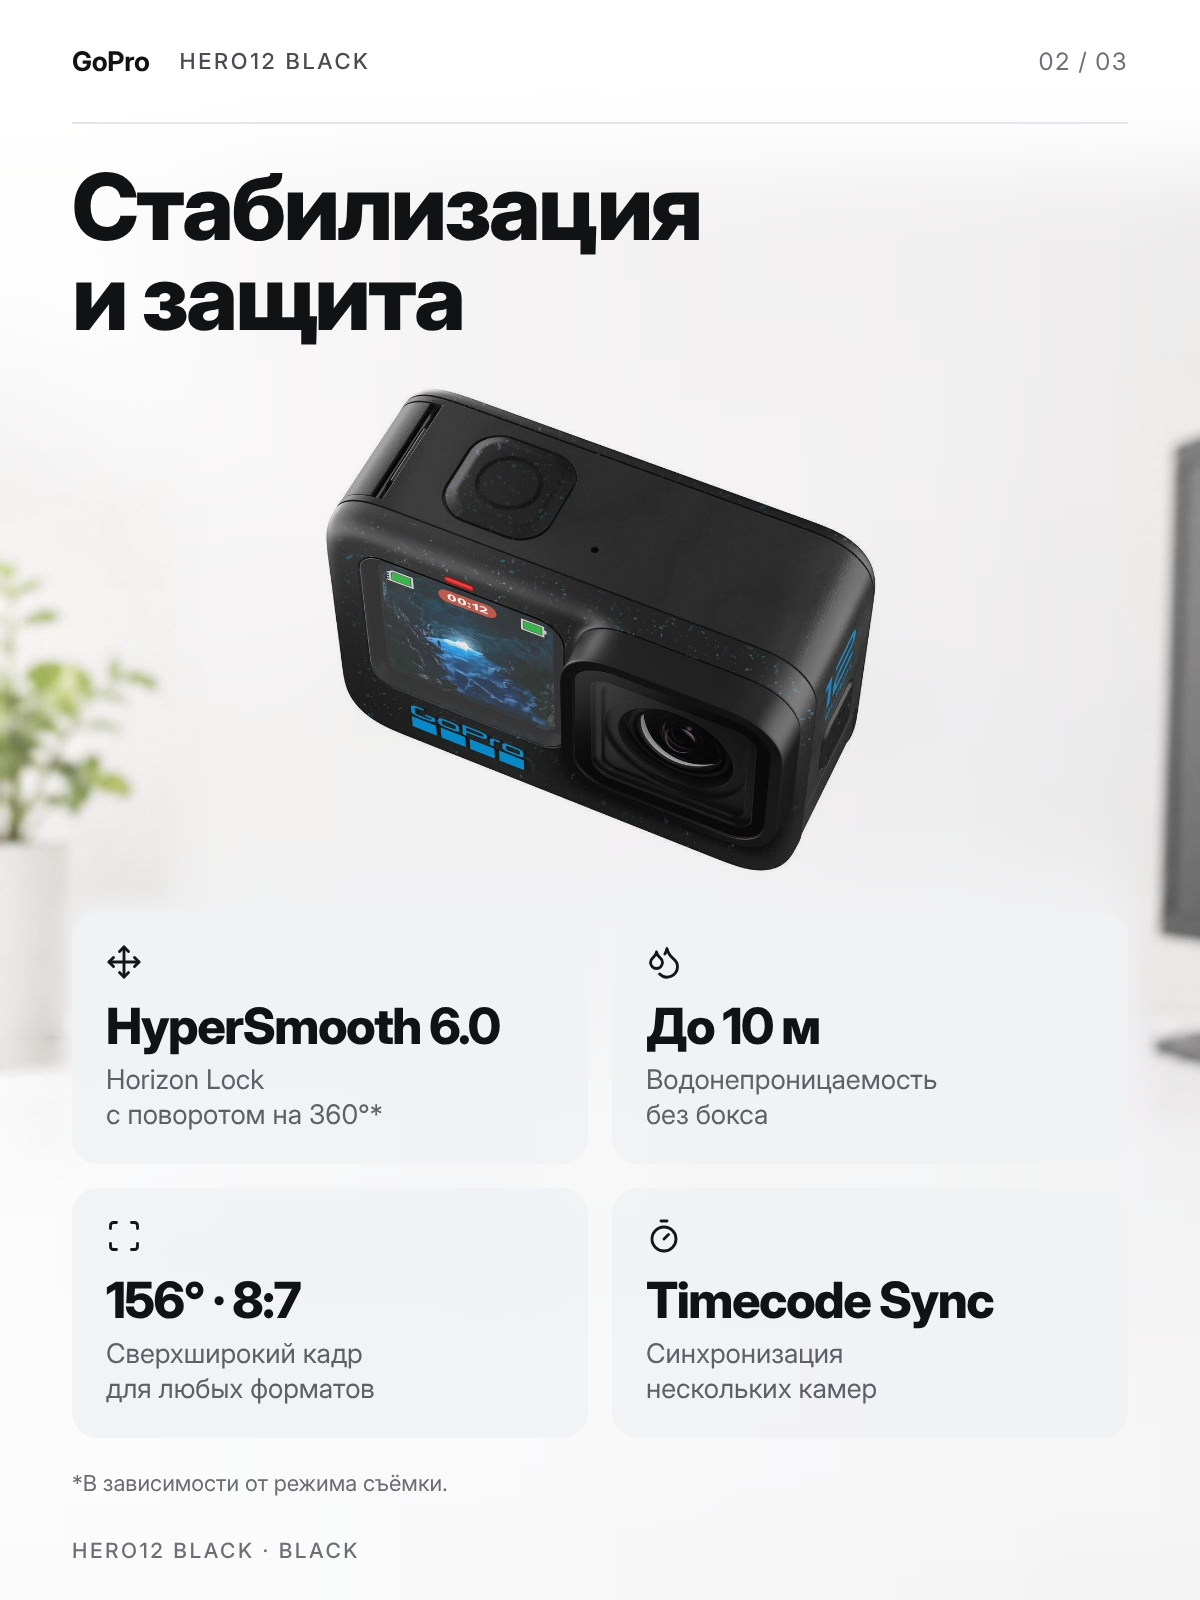 GoPro HERO12 BLACK 02 / 03
Стабилизация
и защита
00:12
GoPro
12
HyperSmooth 6.0
Horizon Lock
с поворотом на 360°*
До 10 м
Водонепроницаемость
без бокса
156° · 8:7
Сверхширокий кадр
для любых форматов
Timecode Sync
Синхронизация
нескольких камер
*В зависимости от режима съёмки.
HERO12 BLACK · BLACK